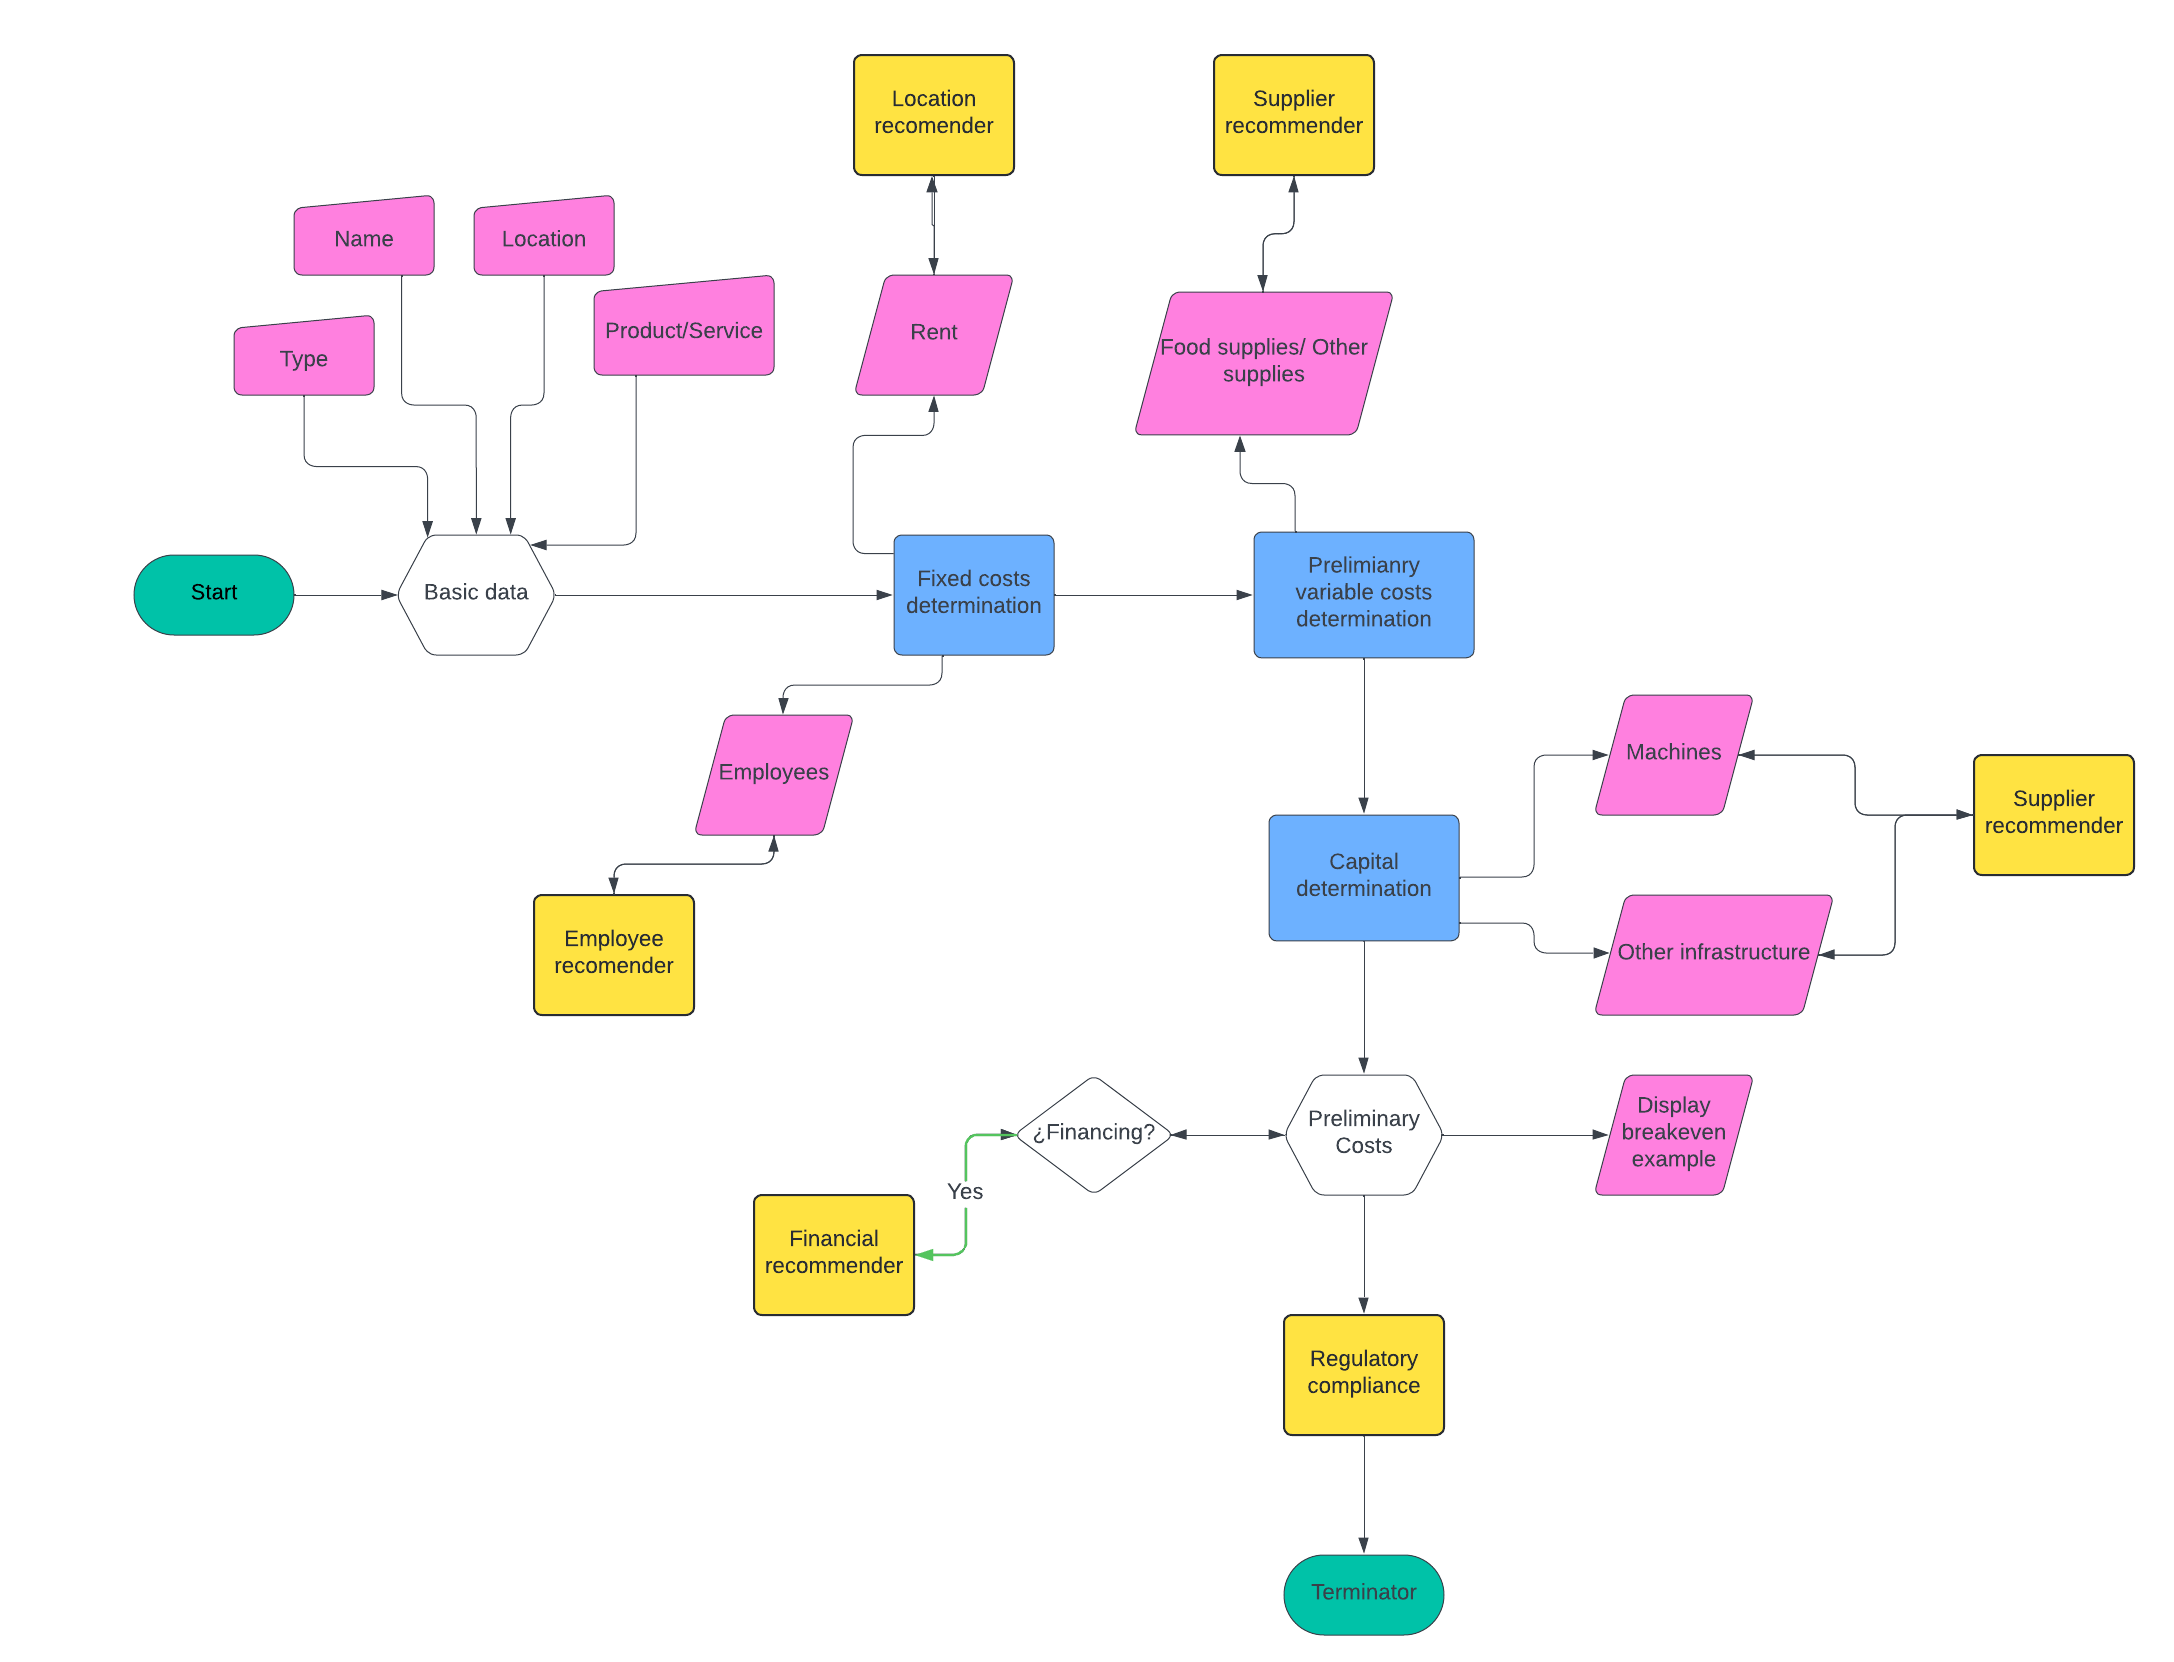 Location
recomender
Supplier
recommender
Name
Location
Product/Service
Type
Rent
Food supplies/ Other
supplies
Start
Basic data
Fixed costs
determination
Prelimianry
variable costs
determination
Employees
Machines
Supplier
recommender
Capital
determination
Employee
recomender
Other infrastructure
¿Financing?
Preliminary
Costs
Display
breakeven
example
Yes
Financial
recommender
Regulatory
compliance
Terminator